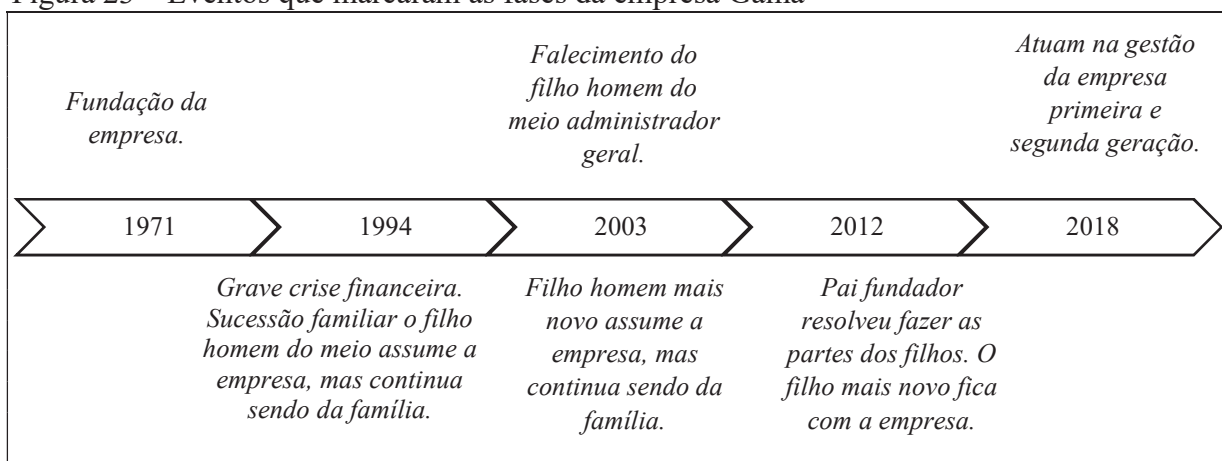 Figura 23 – Eventos que marcaram as fases da empresa Gama
Fundação da
empresa.
Falecimento do
filho homem do
meio administrador
geral.
Atuam na gestão
da empresa
primeira e
segunda geração.
1971
1994
2003
2012
2018
Grave crise financeira.
Sucessão familiar o filho
homem do meio assume a
empresa, mas continua
sendo da família.
Filho homem mais
novo assume a
empresa, mas
continua sendo da
família.
Pai fundador
resolveu fazer as
partes dos filhos. O
filho mais novo fica
com a empresa.